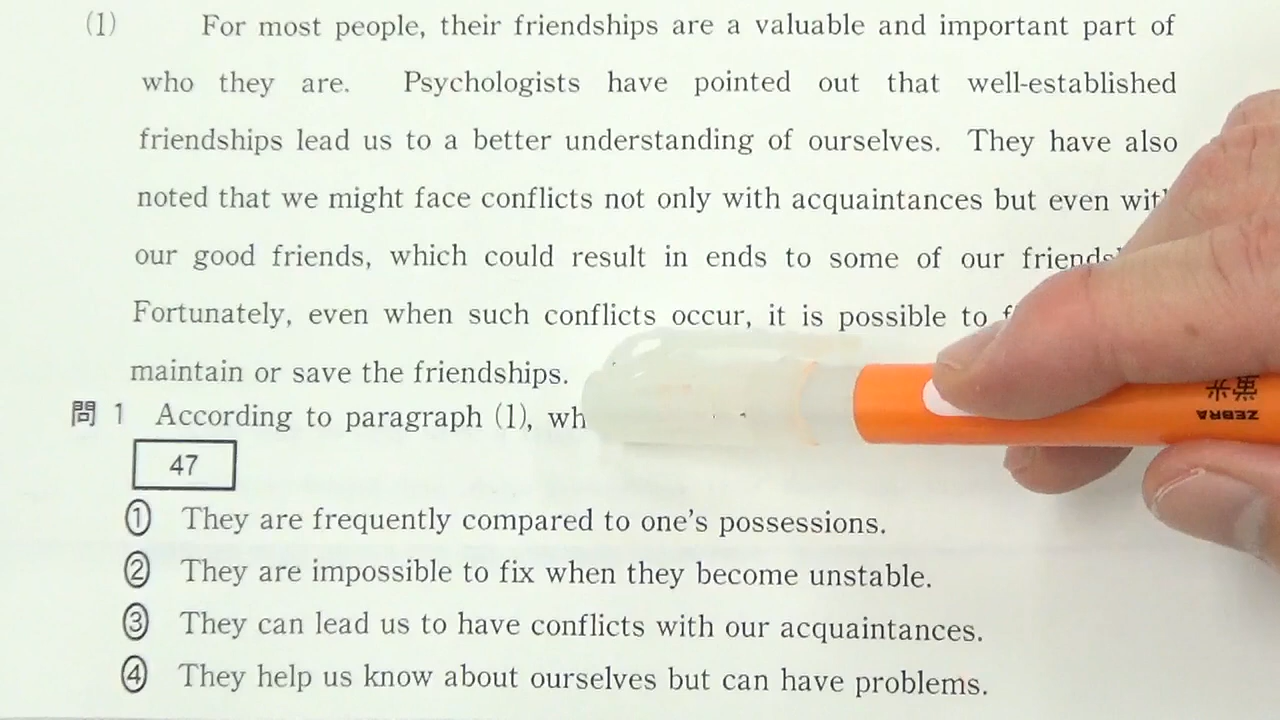 (1) For most people, their friendships are a valuable and important part of
who they are. Psychologists have pointed out that well-established
friendships lead us to a better understanding of ourselves. They have also
noted that we might face conflicts not only with acquaintances but even
our good friends, which could result in ends to some of our
Fortunately, even when such conflicts occur, it is possible to
maintain or save the friendships.
問 1 According to paragraph (1),
47
① They are frequently compared to one's possessions.
② They are impossible to fix when they become unstable.
③ They can lead us to have conflicts with our acquaintances.
④ They help us know about ourselves but can have problems.
ZEBRA